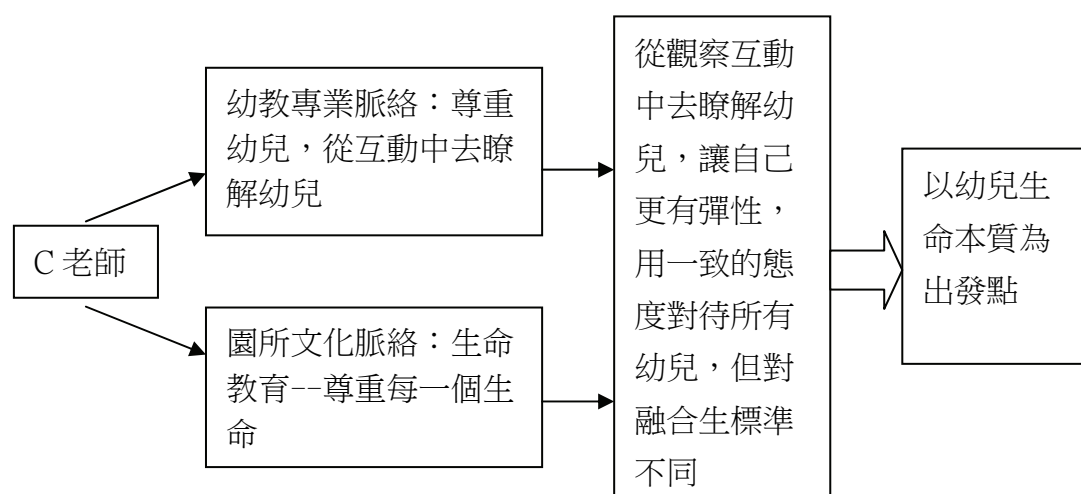 C 老師
幼教專業脈絡：尊重
幼兒，從互動中去瞭
解幼兒
園所文化脈絡：生命
教育--尊重每一個生
命
從觀察互動
中去瞭解幼
兒，讓自己
更有彈性，
用一致的態
度對待所有
幼兒，但對
融合生標準
不同
以幼兒生
命本質為
出發點